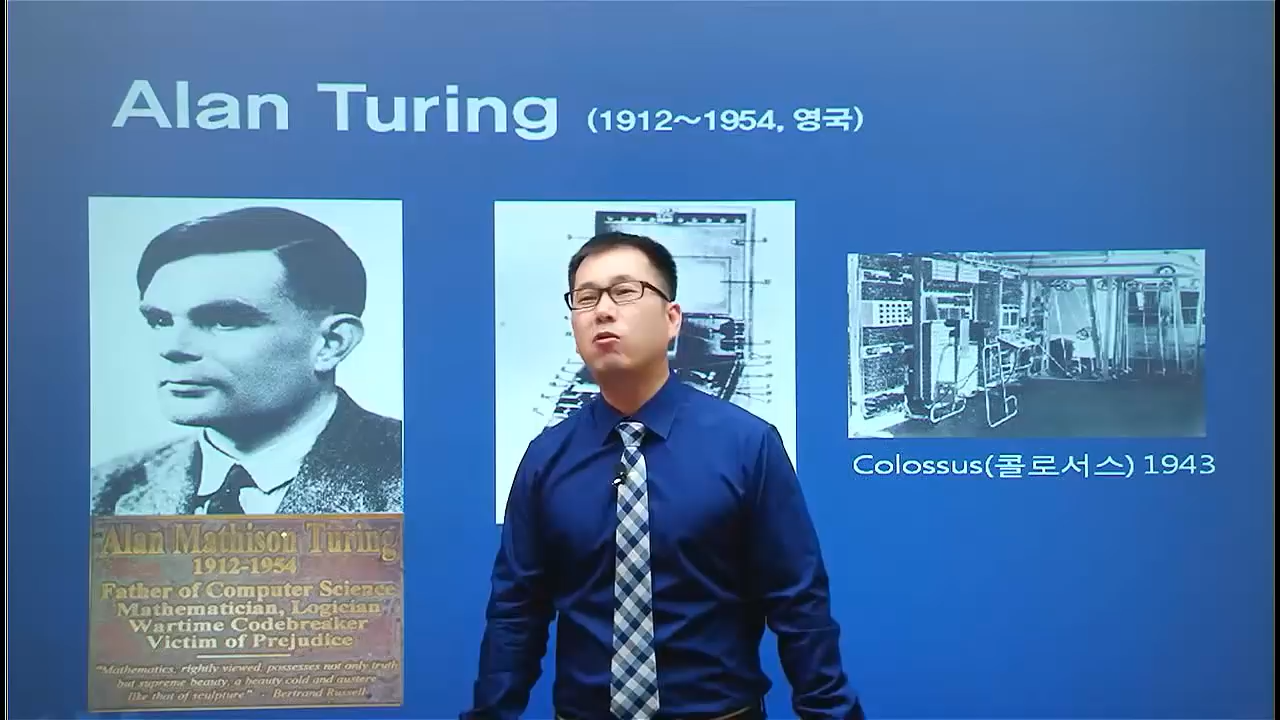 Alan Turing (1912~1954, 영국)
Colossus(콜로서스) 1943
Alan Mathison Turing
1912-1954
Father of Computer Science
Mathematician, Logician
Wartime Codebreaker
Victim of Prejudice
"Mathematics, rightly viewed, possesses not only truth
but supreme beauty, a beauty cold and austere
like that of sculpture" - Bertrand Russell